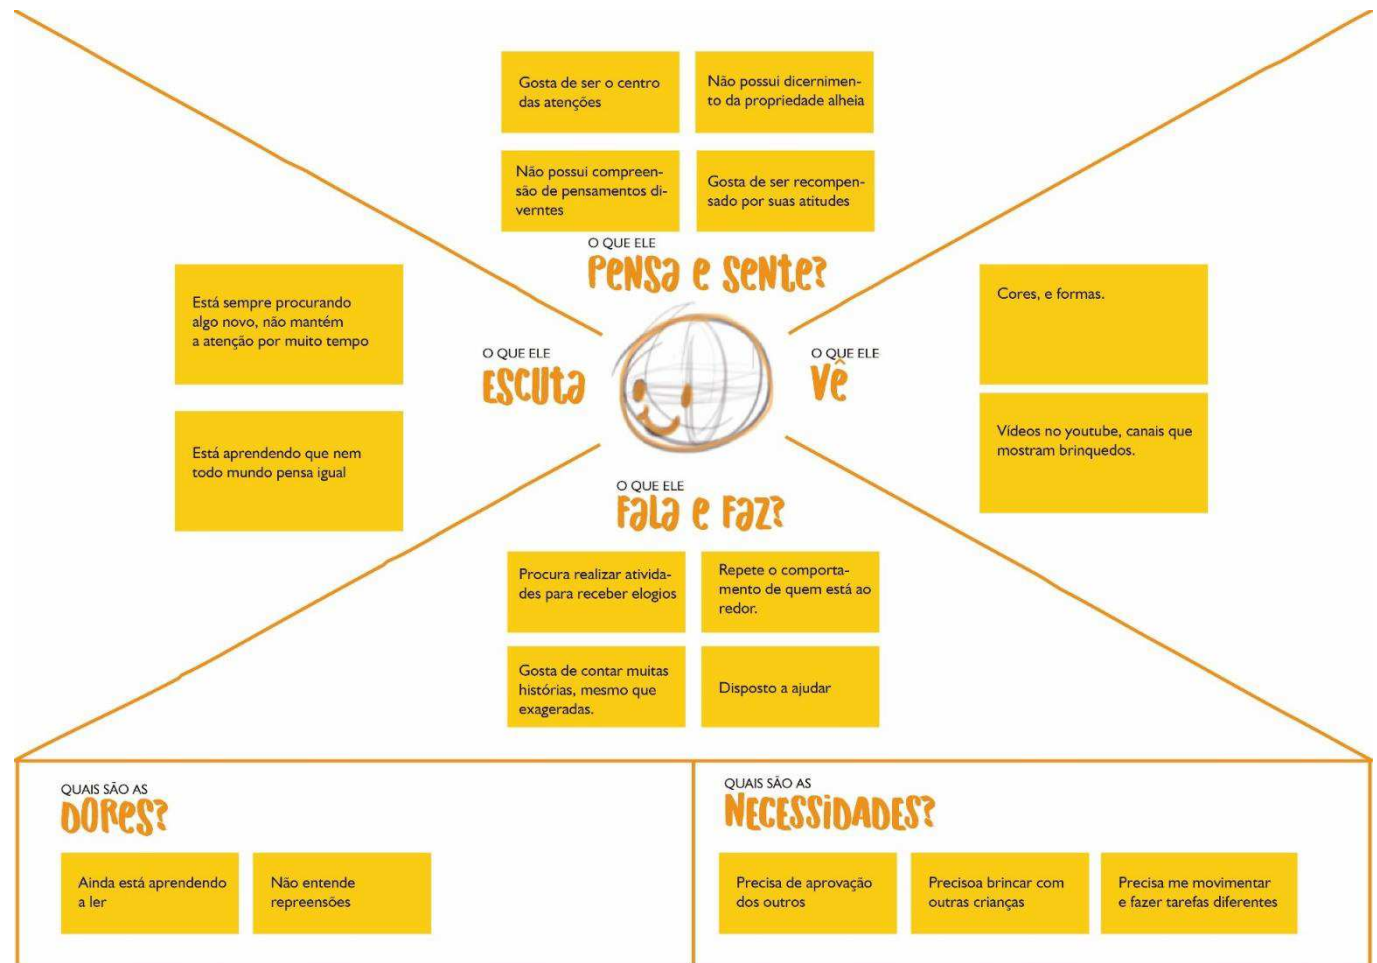 Gosta de ser o centro
das atenções
Não possui dicernimen-
to da propriedade alheia
Não possui compreen-
são de pensamentos di-
verntes
Gosta de ser recompen-
sado por suas atitudes
O QUE ELE
PENSA E SENTE?
Está sempre procurando
algo novo, não mantém
a atenção por muito tempo
Está aprendendo que nem
todo mundo pensa igual
O QUE ELE
ESCUTA
O QUE ELE
VÊ
Cores, e formas.
Vídeos no youtube, canais que
mostram brinquedos.
O QUE ELE
FALA E FAZ?
Procura realizar ativida-
des para receber elogios
Repete o comporta-
mento de quem está ao
redor.
Gosta de contar muitas
histórias, mesmo que
exageradas.
Disposto a ajudar
QUAIS SÃO AS
DORES?
Ainda está aprendendo
a ler
Não entende
repreensões
QUAIS SÃO AS
NECESSIDADES?
Precisa de aprovação
dos outros
Precisoa brincar com
outras crianças
Precisa me movimentar
e fazer tarefas diferentes